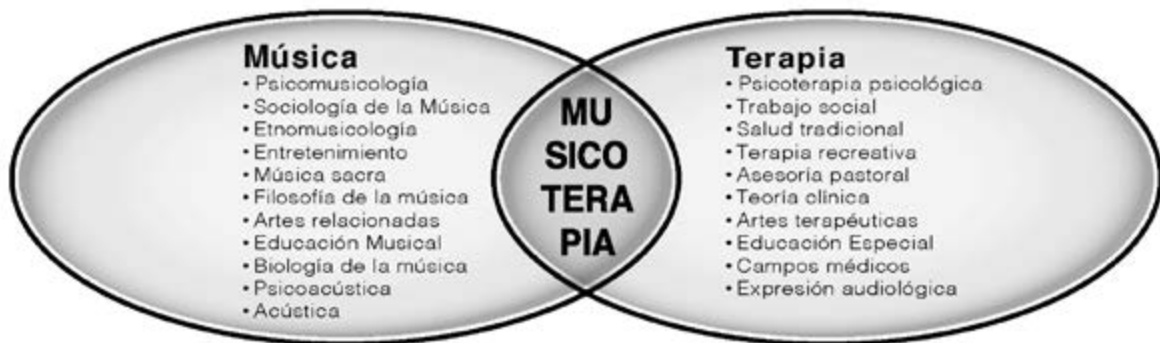 Música
• Psicomusicología
• Sociología de la Música
• Etnomusicología
• Entretenimiento
• Música sacra
• Filosofía de la música
• Artes relacionadas
• Educación Musical
• Biología de la música
• Psicoacústica
• Acústica
MU
SICO
TERA
PIA
Terapia
• Psicoterapia psicológica
• Trabajo social
• Salud tradicional
• Terapia recreativa
• Asesoría pastoral
• Teoría clínica
• Artes terapéuticas
• Educación Especial
• Campos médicos
• Expresión audiológica